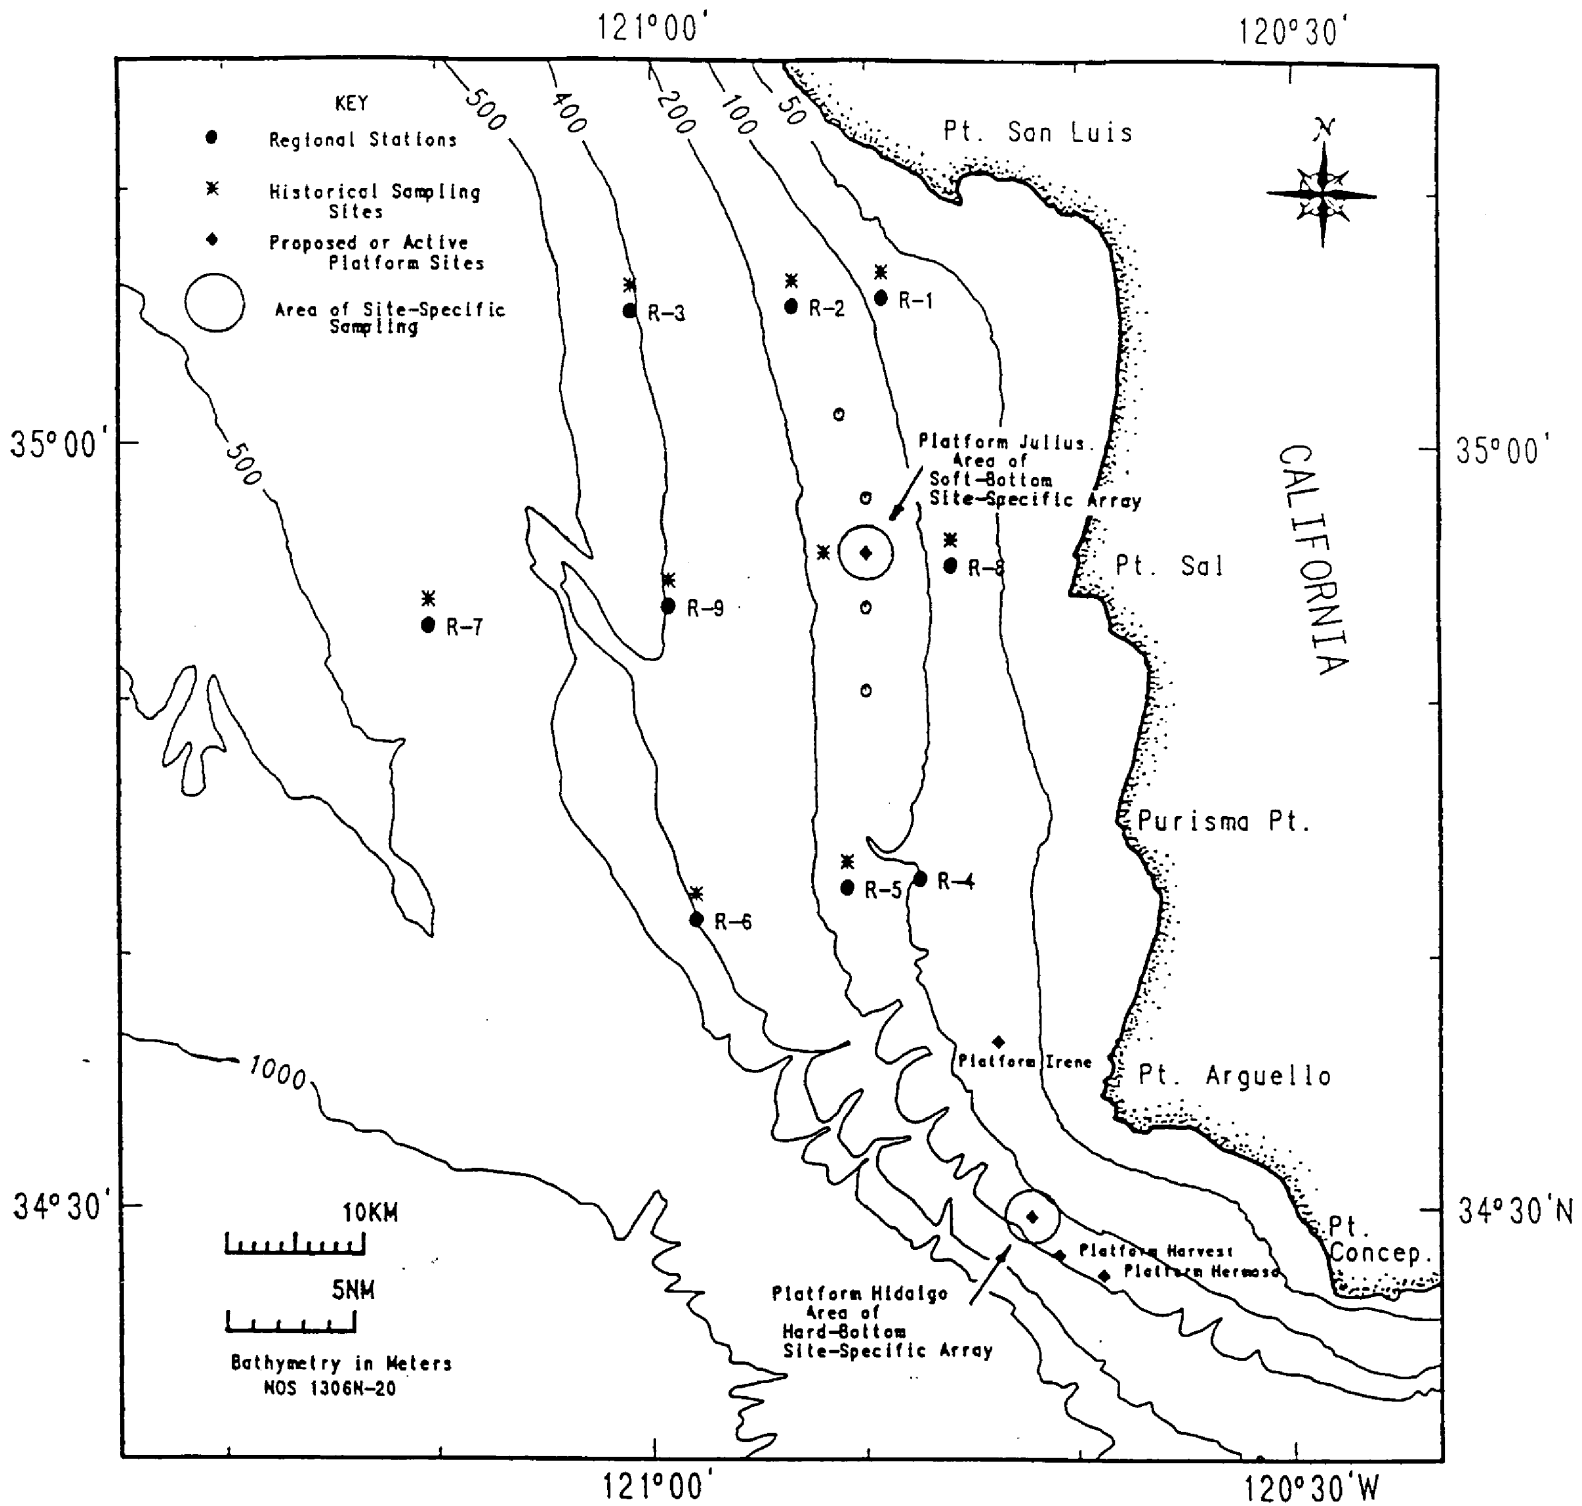 121°00'
120°30'
500
400
200
100
50
KEY
Regional Stations
Historical Sampling
Sites
Proposed or Active
Platform Sites
Area of Site-Specific
Sampling
Pt. San Luis
N
R-3
R-2
R-1
35°00'
35°00'
500
Platform Julius
Area of
Soft-Bottom
Site-Specific Array
CALIFORNIA
R-8
Pt. Sal
R-9
R-7
Purisma Pt.
R-5
R-4
R-6
Platform Irene
Pt. Arguello
1000
34°30'
34°30'N
10KM
5NM
Pt.
Concep.
Platform Harvest
Platform Hermosa
Platform Hidalgo
Area of
Hard-Bottom
Site-Specific Array
Bathymetry in Meters
NOS 1306N-20
121°00'
120°30'W